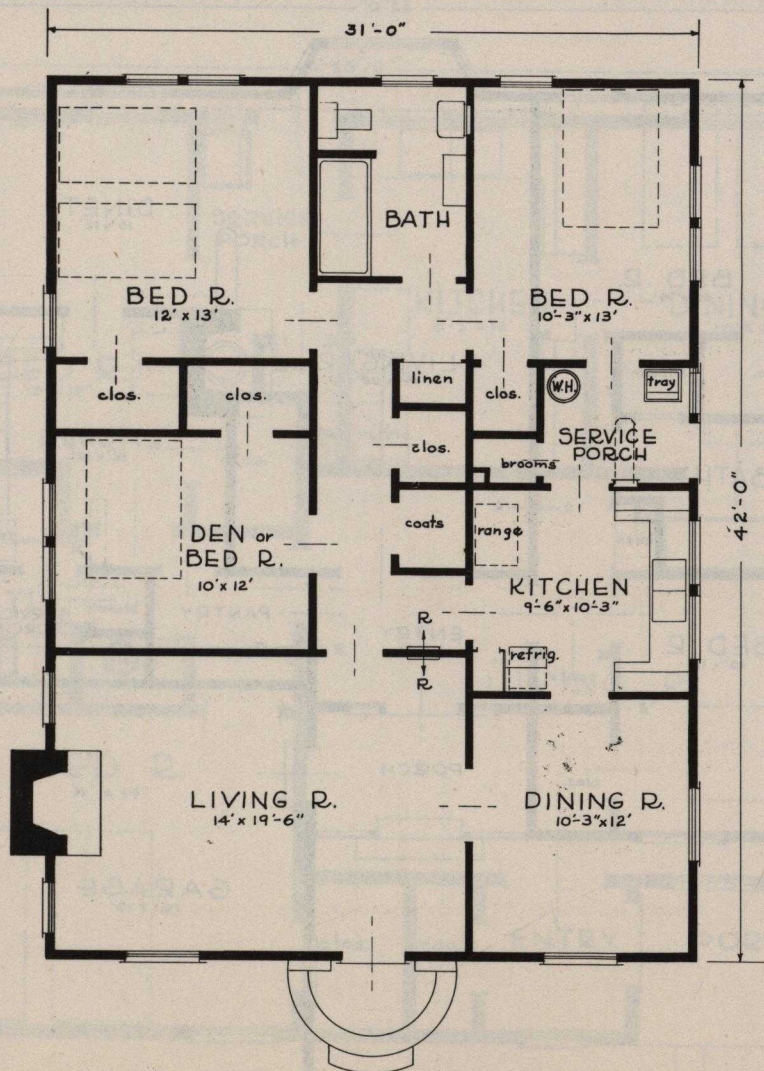 31'-0"
BATH
BED R.
12' x 13'
BED R.
10'-3" x 13'
linen
W.H.
tray
clos.
clos.
clos.
SERVICE
PORCH
clos.
brooms
42'-0"
coats
range
DEN or
BED R.
10' x 12'
KITCHEN
9'-6" x 10'-3"
R
refrig.
R
LIVING R.
14' x 19'-6"
DINING R.
10'-3" x 12'